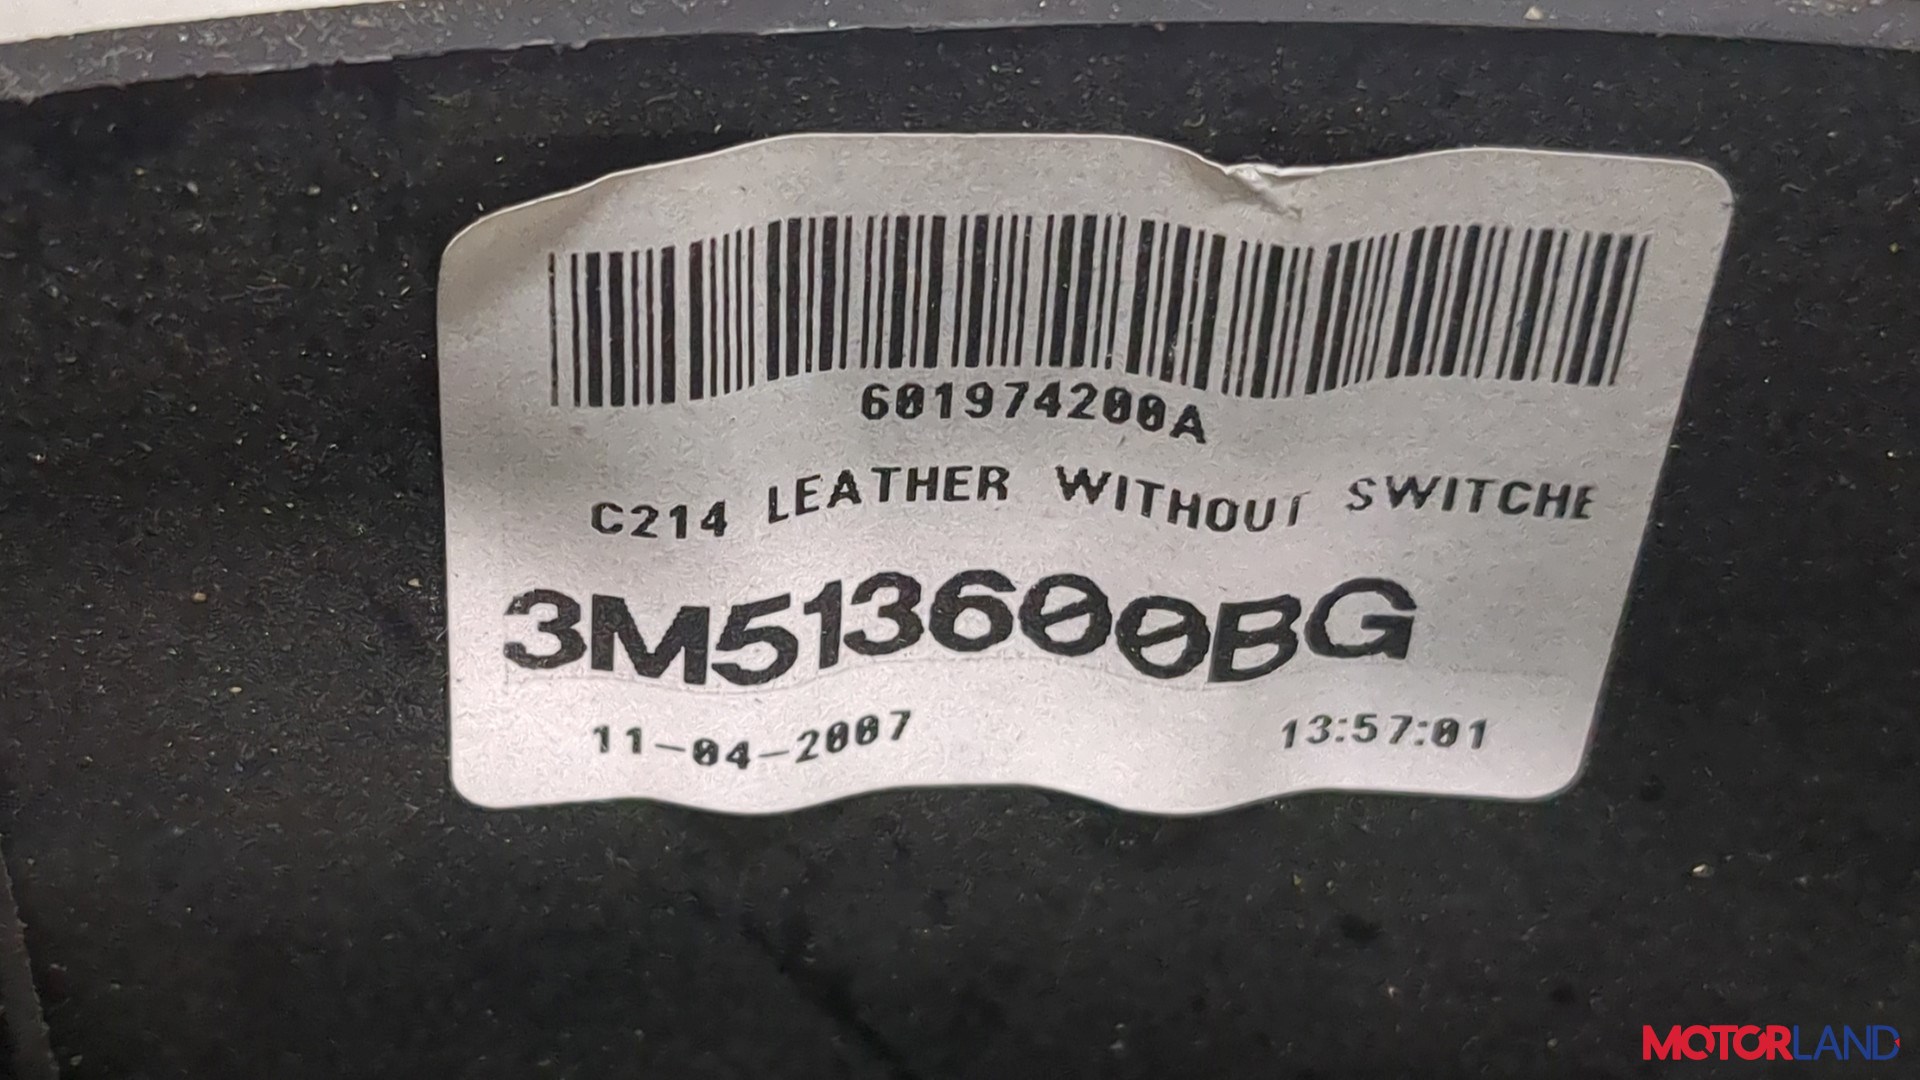 601974200A
C214 LEATHER WITHOUT SWITCHE
3M513600BG
11-04-2007 13:57:01
MOTORLAND